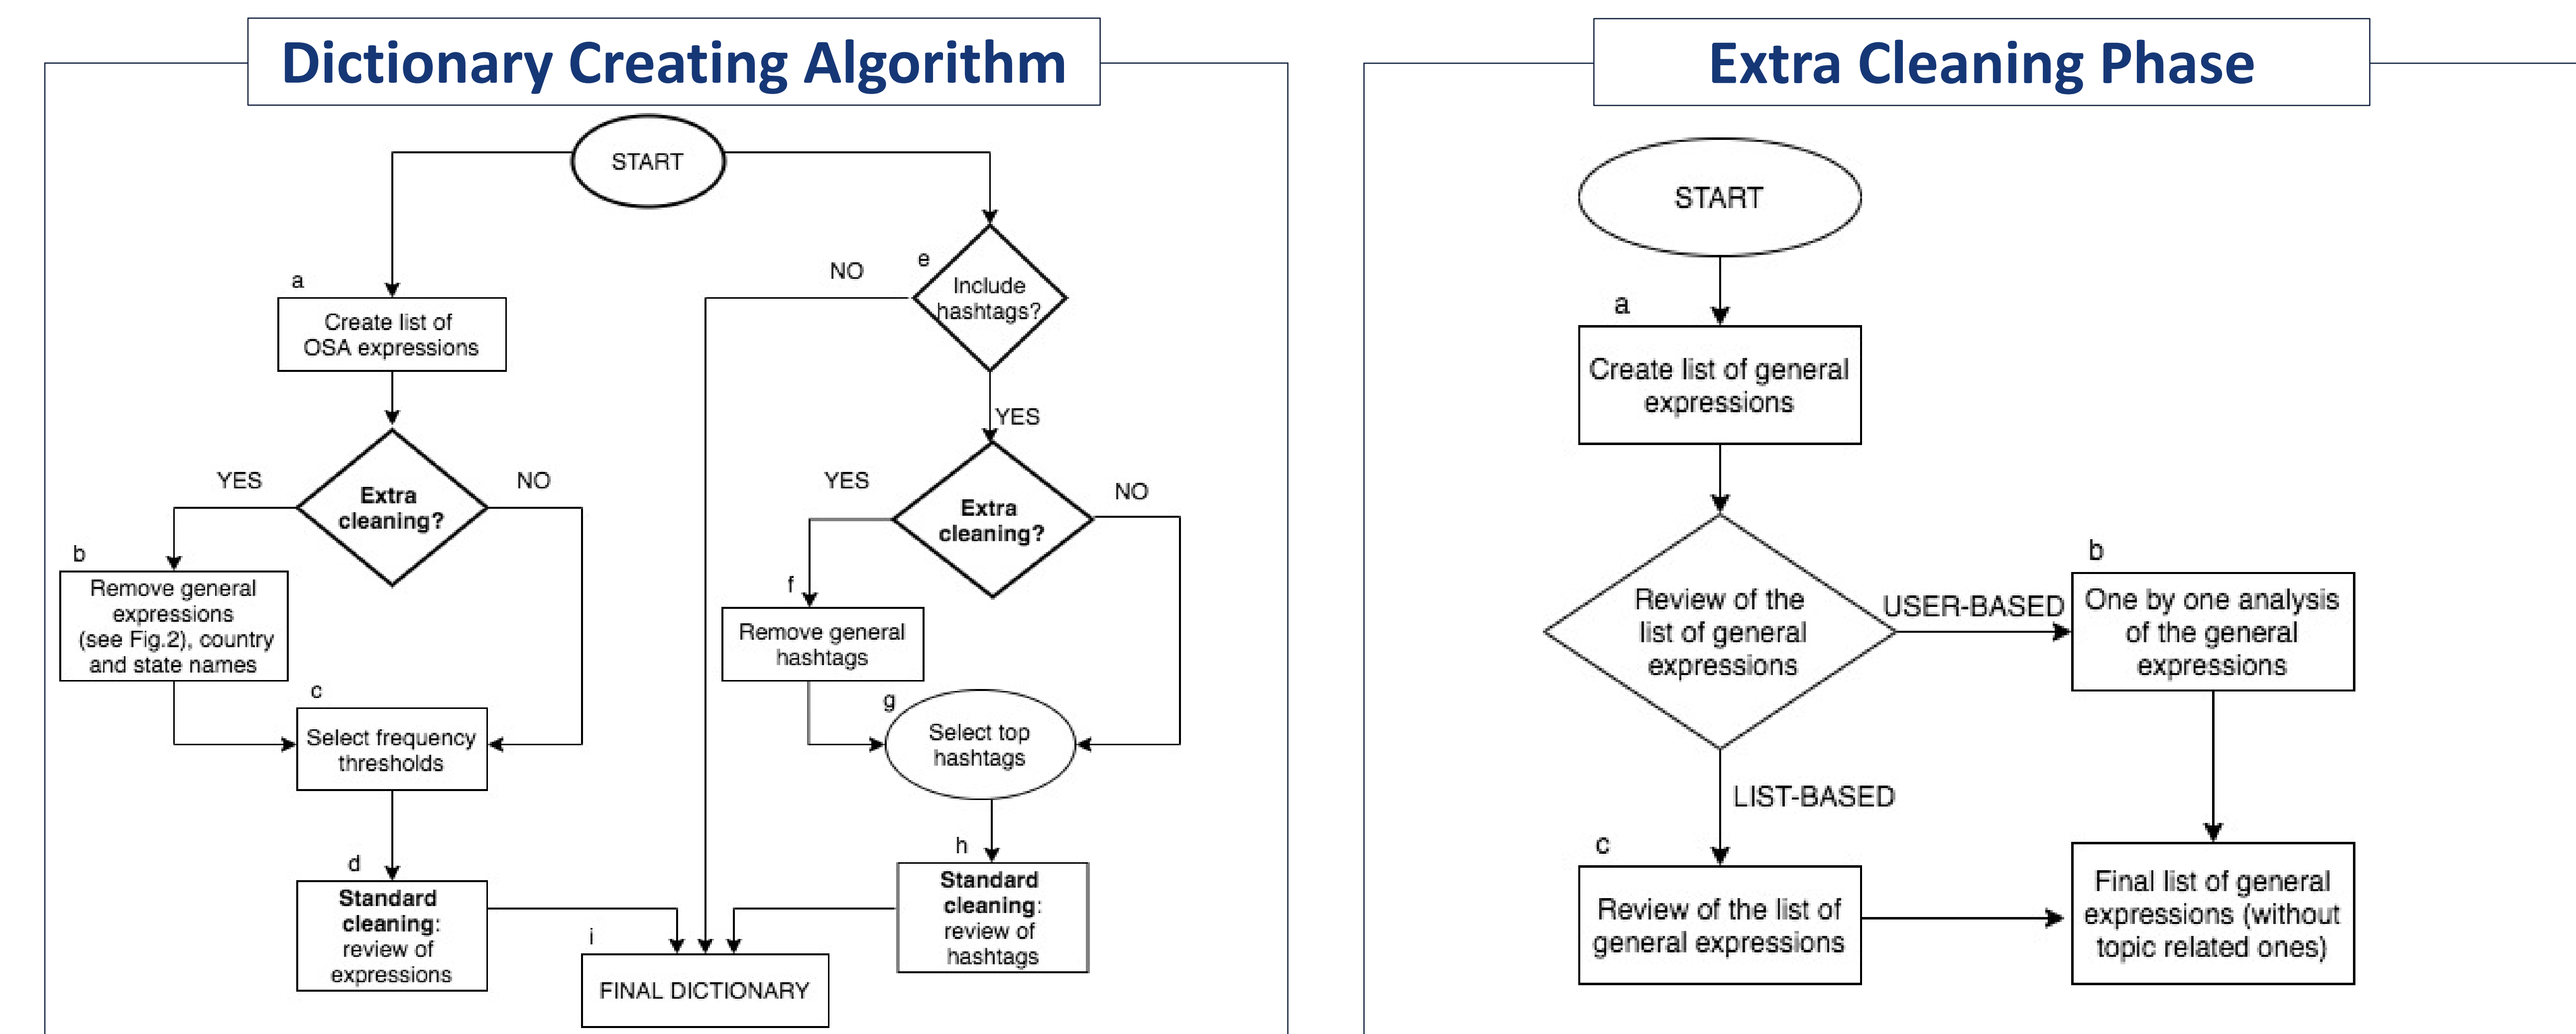 Dictionary Creating Algorithm
START
a
Create list of
OSA expressions
e
Include
hashtags?
NO
YES
Extra
cleaning?
YES
NO
b
Remove general
expressions
(see Fig.2), country
and state names
c
Select frequency
thresholds
d
Standard
cleaning:
review of
expressions
Extra
cleaning?
YES
NO
f
Remove general
hashtags
g
Select top
hashtags
h
Standard
cleaning:
review of
hashtags
i
FINAL DICTIONARY
Extra Cleaning Phase
START
a
Create list of general
expressions
Review of the
list of general
expressions
USER-BASED
b
One by one analysis
of the general
expressions
LIST-BASED
c
Review of the list of
general expressions
Final list of general
expressions (without
topic related ones)